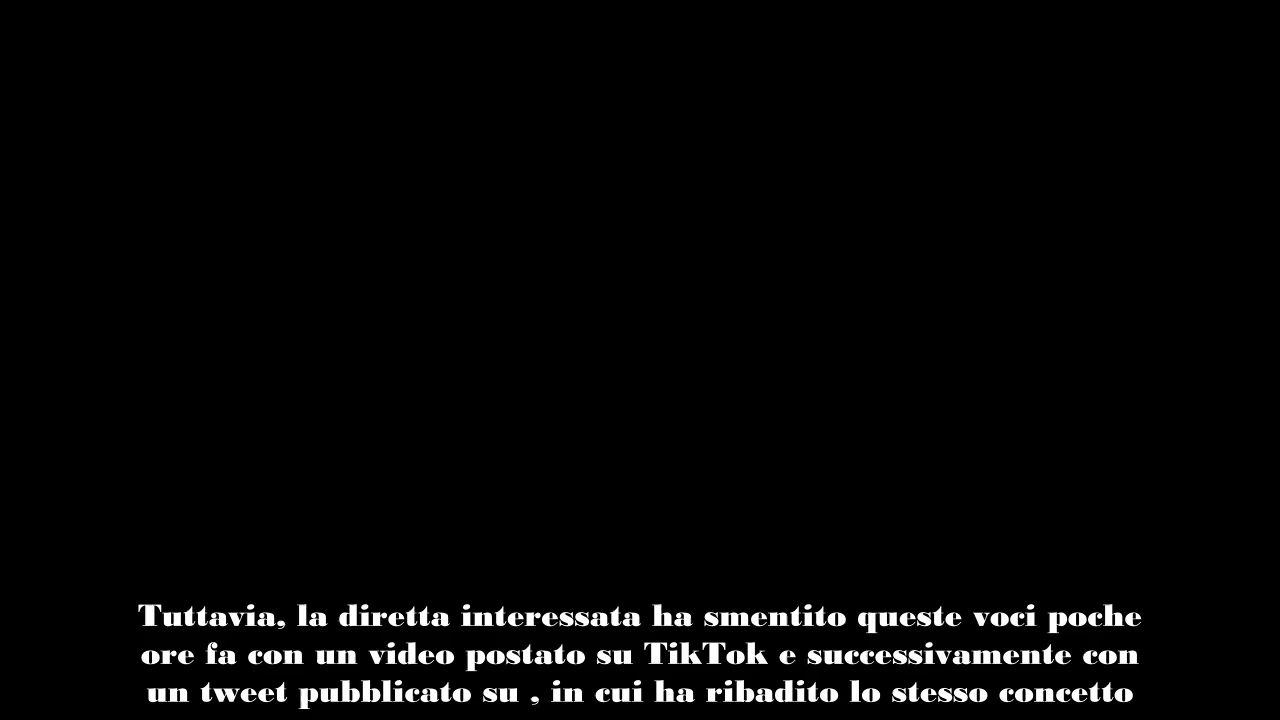 Tuttavia, la diretta interessata ha smentito queste voci poche
ore fa con un video postato su TikTok e successivamente con
un tweet pubblicato su , in cui ha ribadito lo stesso concetto